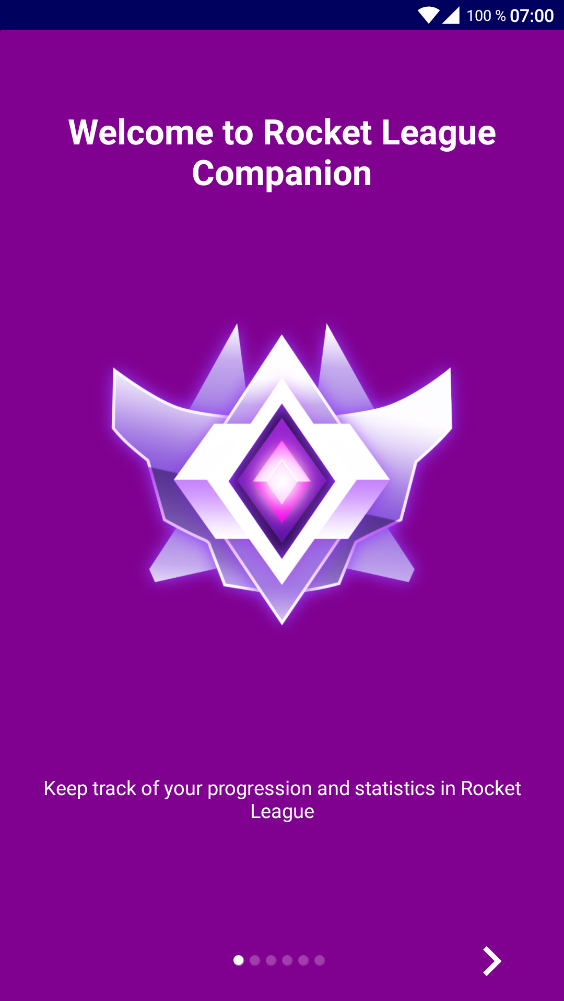 100 % 07:00
Welcome to Rocket League
Companion
Keep track of your progression and statistics in Rocket
League